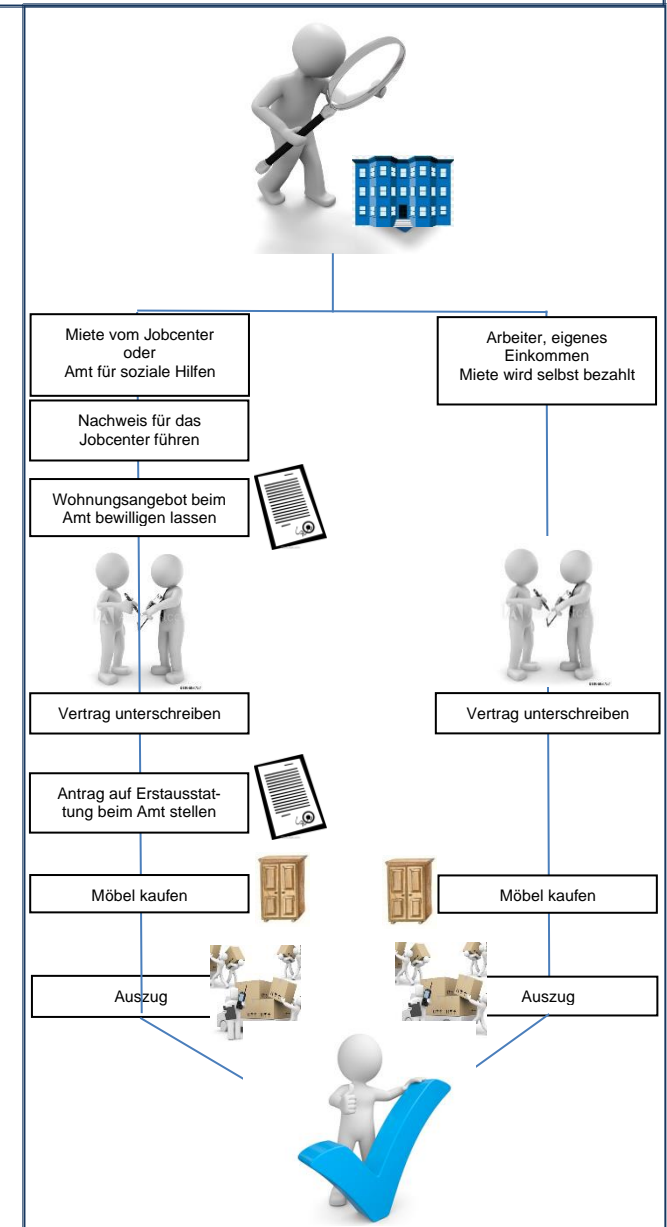 Miete vom Jobcenter
oder
Amt für soziale Hilfen
Nachweis für das
Jobcenter führen
Wohnungsangebot beim
Amt bewilligen lassen
Vertrag unterschreiben
Antrag auf Erstausstat-
tung beim Amt stellen
Möbel kaufen
Auszug
Arbeiter, eigenes
Einkommen
Miete wird selbst bezahlt
Vertrag unterschreiben
Möbel kaufen
Auszug